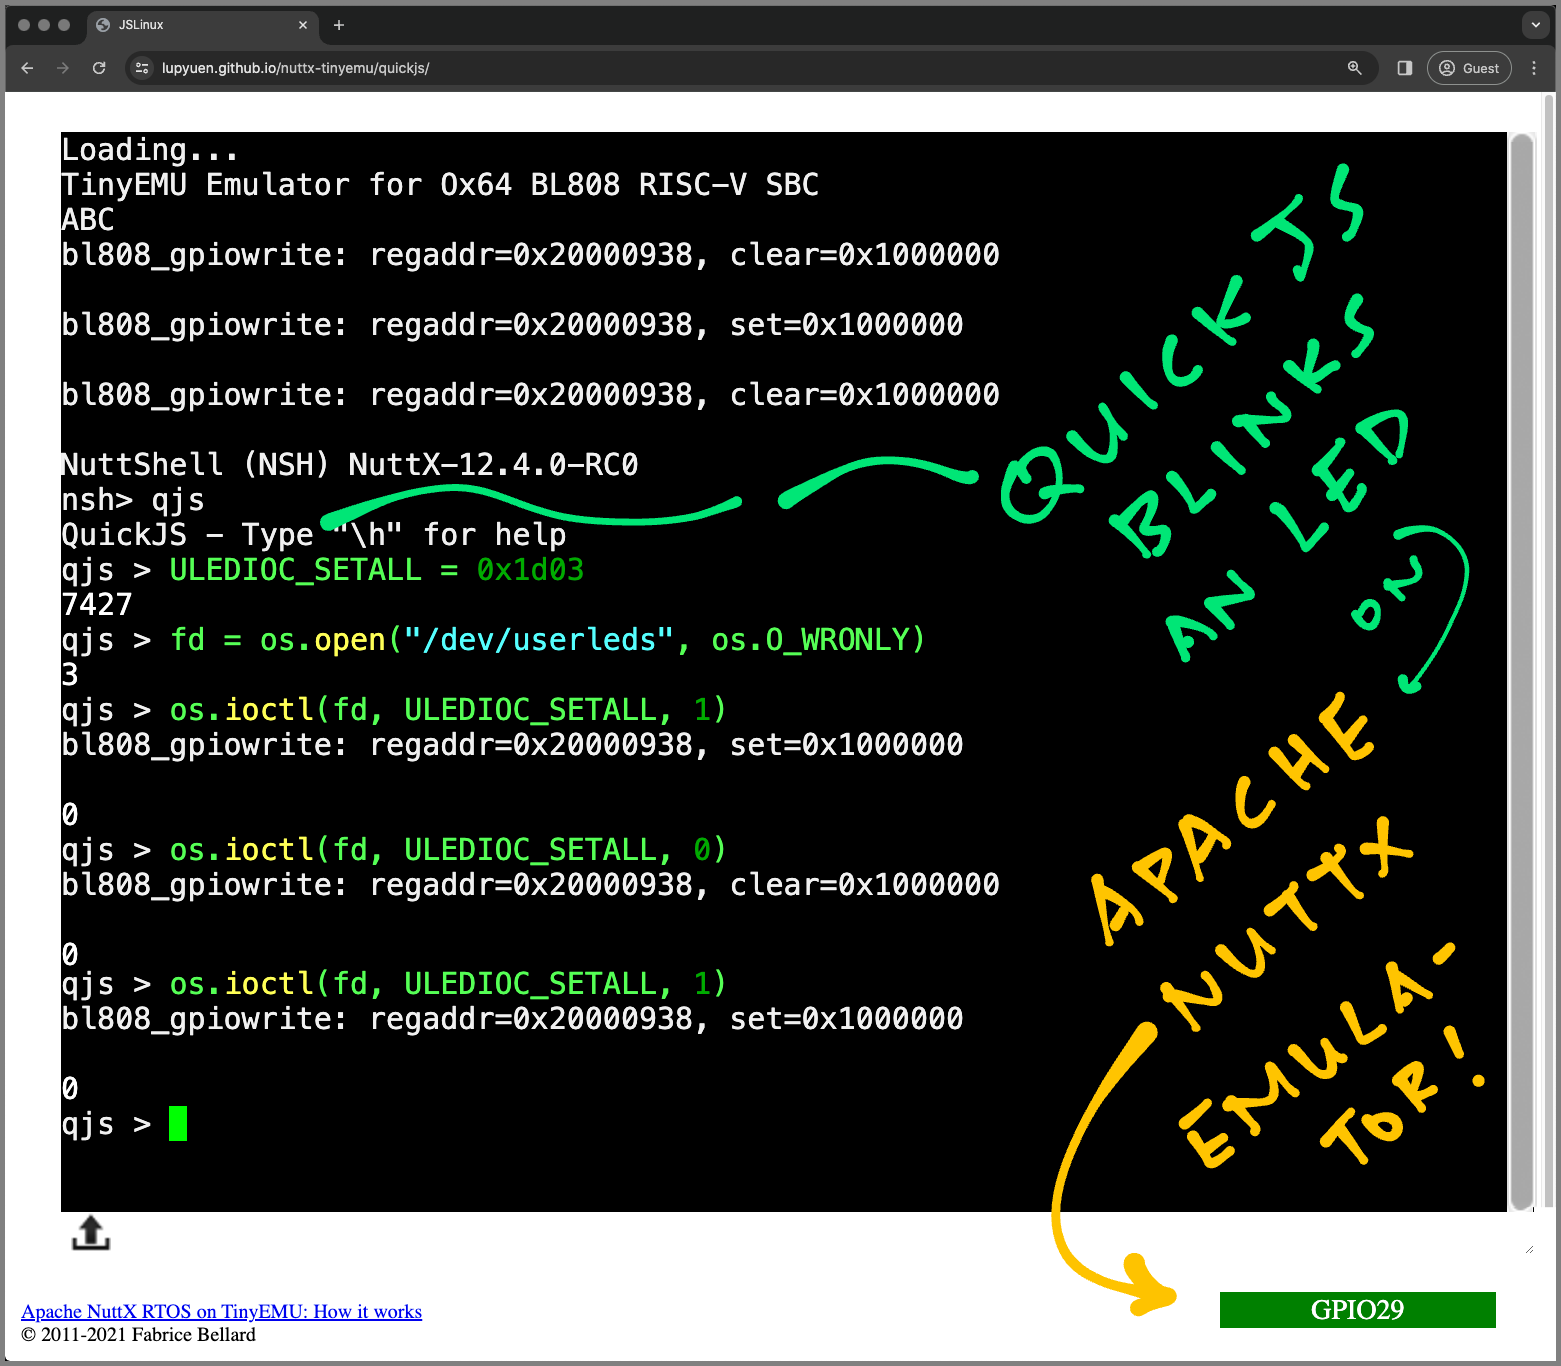 JSLinux
lupyuen.github.io/nuttx-tinyemu/quickjs/
Guest
Loading...
TinyEMU Emulator for Ox64 BL808 RISC-V SBC
ABC
bl808_gpiowrite: regaddr=0x20000938, clear=0x1000000
bl808_gpiowrite: regaddr=0x20000938, set=0x1000000
bl808_gpiowrite: regaddr=0x20000938, clear=0x1000000
NuttShell (NSH) NuttX-12.4.0-RC0
nsh> qjs
QuickJS - Type "\h" for help
qjs > ULEDIOC_SETALL = 0x1d03
7427
qjs > fd = os.open("/dev/userleds", os.O_WRONLY)
3
qjs > os.ioctl(fd, ULEDIOC_SETALL, 1)
bl808_gpiowrite: regaddr=0x20000938, set=0x1000000
0
qjs > os.ioctl(fd, ULEDIOC_SETALL, 0)
bl808_gpiowrite: regaddr=0x20000938, clear=0x1000000
0
qjs > os.ioctl(fd, ULEDIOC_SETALL, 1)
bl808_gpiowrite: regaddr=0x20000938, set=0x1000000
0
qjs >
QUICKJS
BLINKS
AN LED
ON
APACHE
NUTTX
EMULA-
TOR!
Apache NuttX RTOS on TinyEMU: How it works
© 2011-2021 Fabrice Bellard
GPIO29